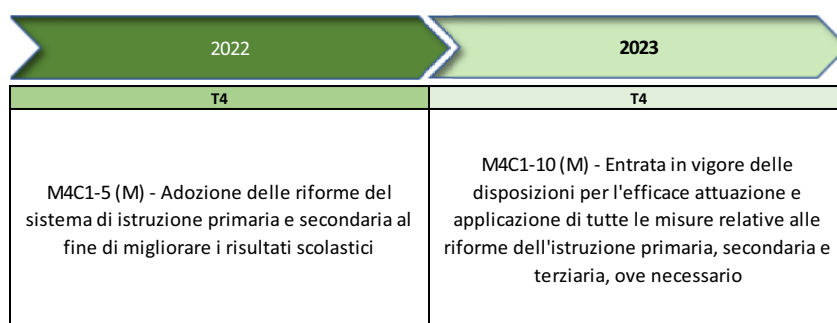 2022
2023
T4
T4
M4C1-5 (M) - Adozione delle riforme del
sistema di istruzione primaria e secondaria al
fine di migliorare i risultati scolastici
M4C1-10 (M) - Entrata in vigore delle
disposizioni per l'efficace attuazione e
applicazione di tutte le misure relative alle
riforme dell'istruzione primaria, secondaria e
terziaria, ove necessario